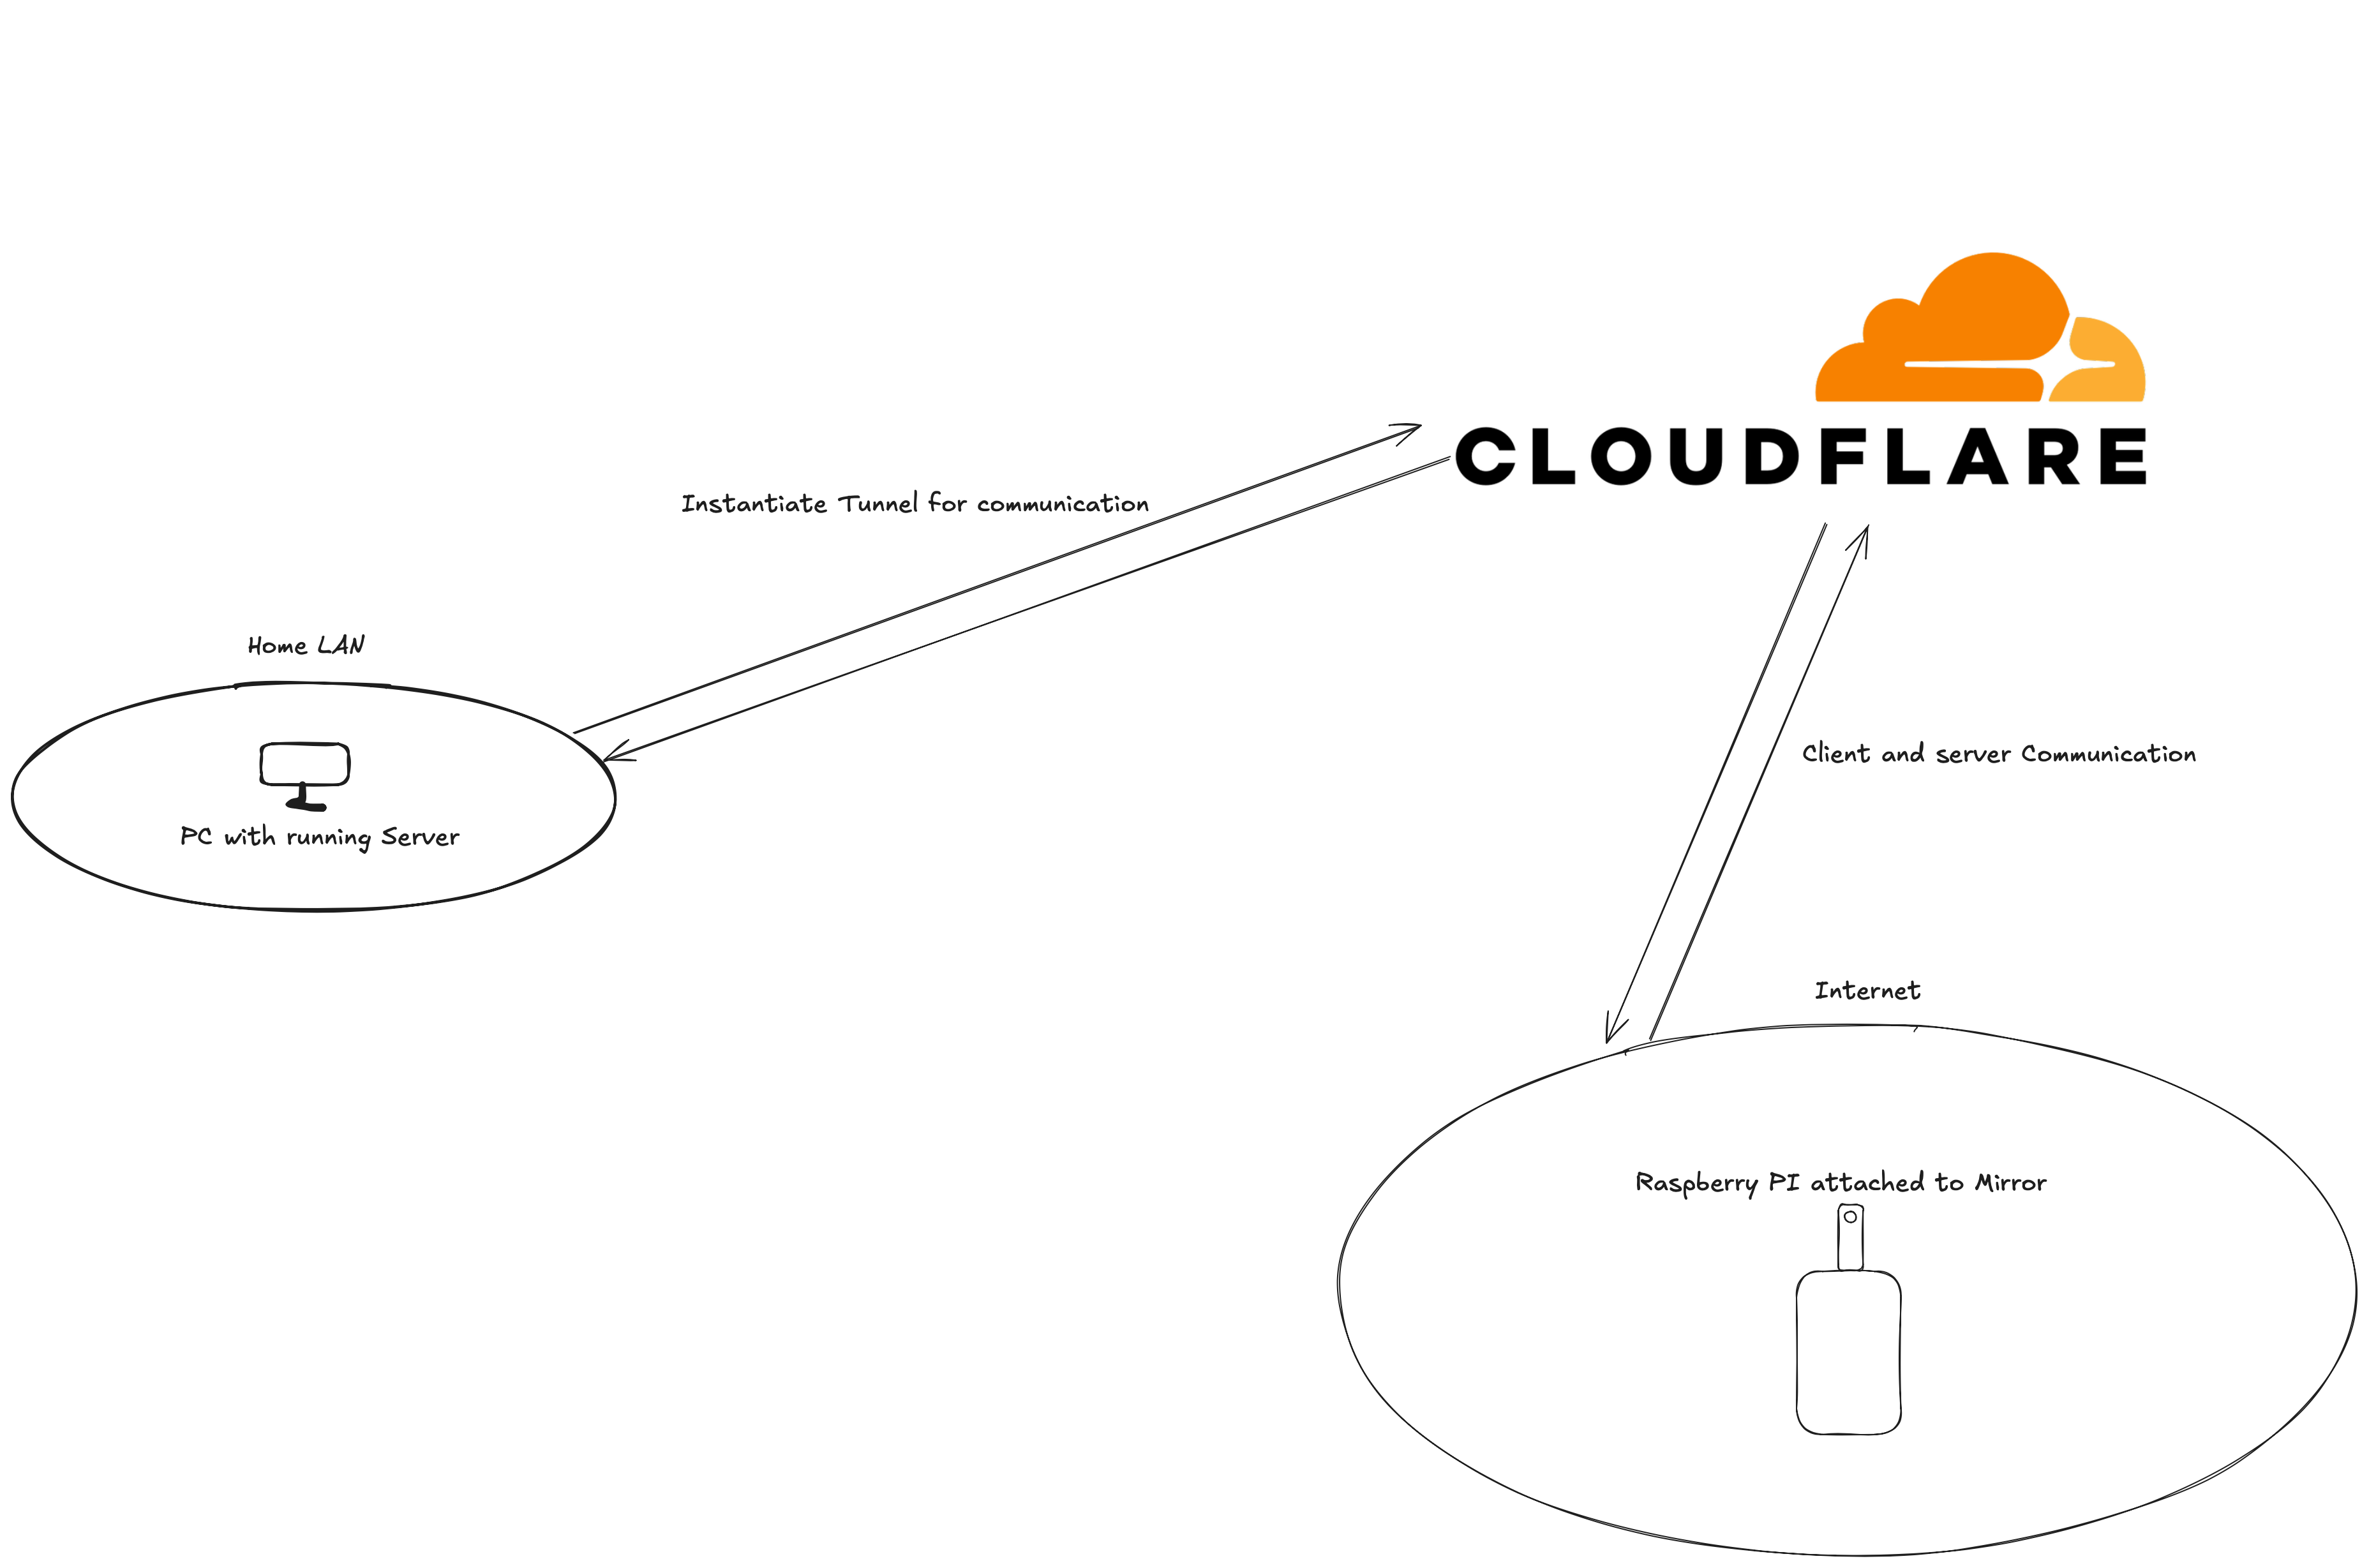 CLOUDFLARE
Instantiate Tunnel for communication
Home LAN
PC with running Server
Client and server Communication
Internet
Raspberry PI attached to Mirror